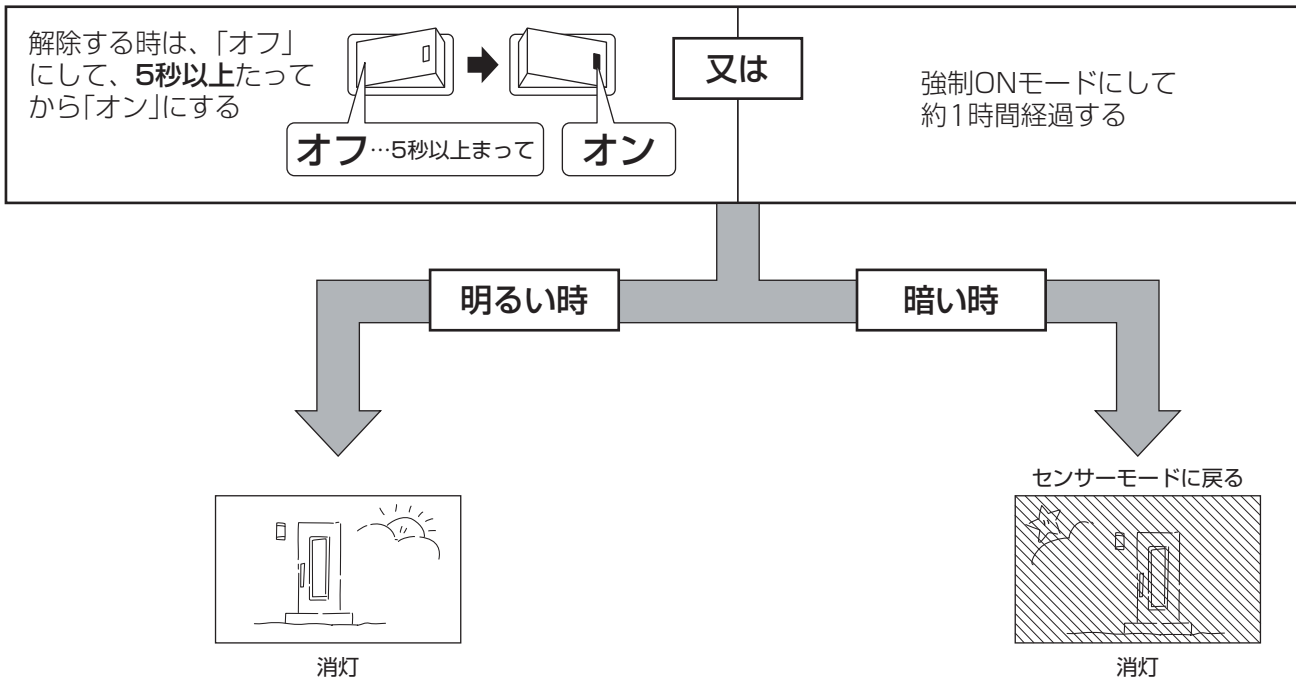 解除する時は、「オフ」
にして、5秒以上たって
から「オン」にする
オフ…5秒以上まって
オン
又は
強制ONモードにして
約1時間経過する
明るい時
暗い時
センサーモードに戻る
消灯
消灯